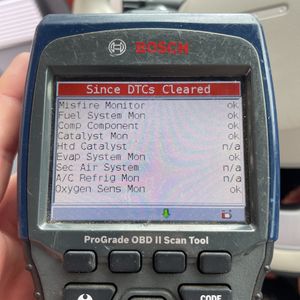 BOSCH
Since DTCs Cleared
Misfire Monitor ok
Fuel System Mon ok
Comp Component ok
Catalyst Mon ok
Htd Catalyst n/a
Evap System Mon ok
Sec Air System n/a
A/C Refrig Mon n/a
Oxygen Sens Mon ok
ProGrade OBD II Scan Tool
CODE